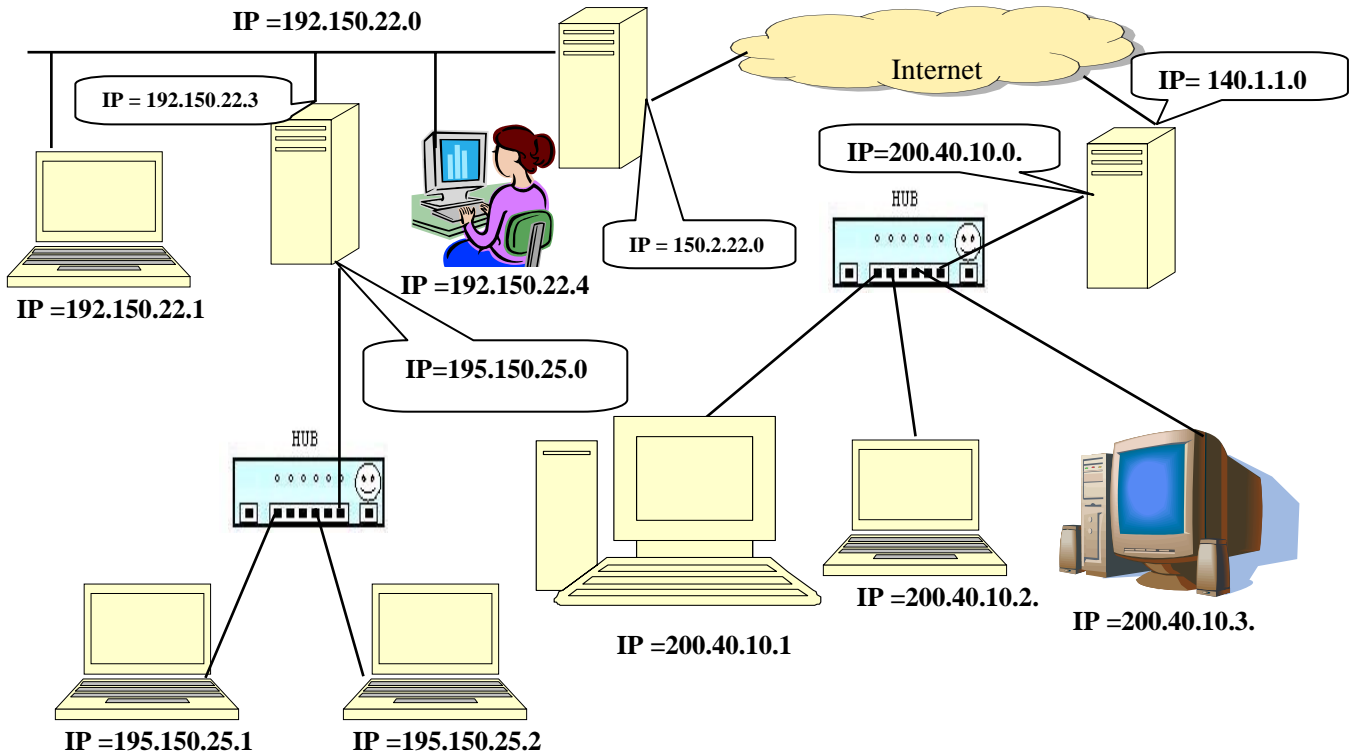 IP =192.150.22.0
Internet
IP= 140.1.1.0
IP = 192.150.22.3
IP=200.40.10.0.
HUB
IP = 150.2.22.0
IP =192.150.22.4
IP =192.150.22.1
IP=195.150.25.0
HUB
IP =200.40.10.2.
IP =200.40.10.3.
IP =200.40.10.1
IP =195.150.25.1
IP =195.150.25.2